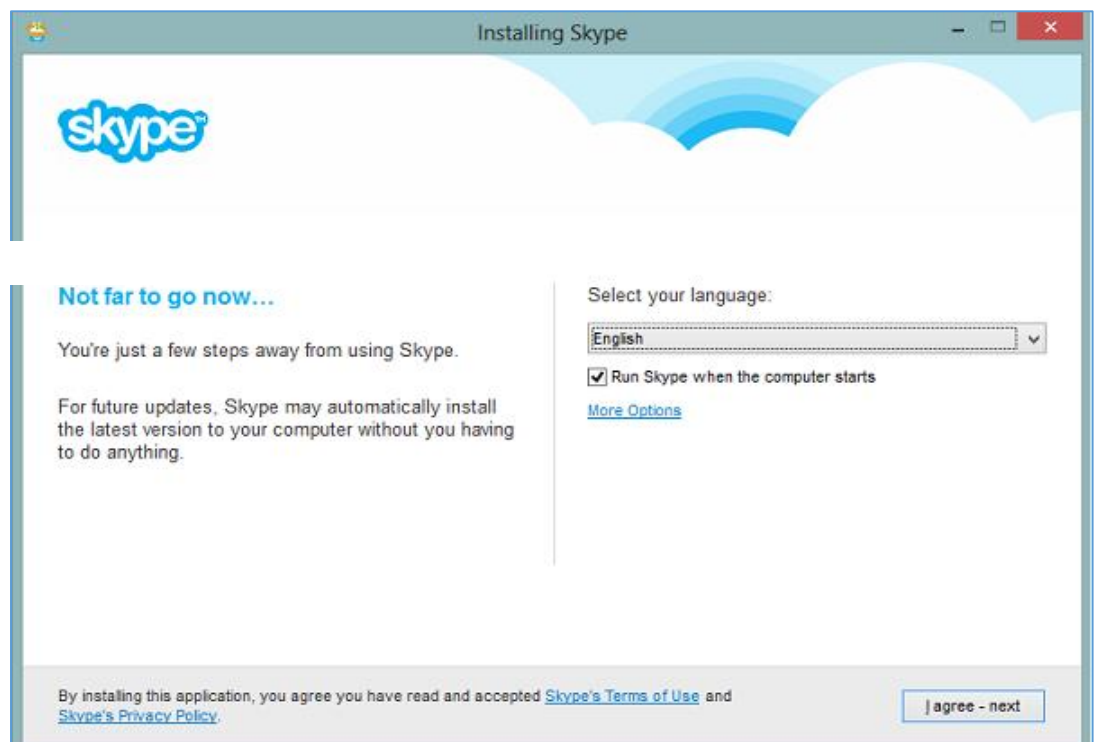 Installing Skype
skype™
Not far to go now...
You're just a few steps away from using Skype.
For future updates, Skype may automatically install
the latest version to your computer without you having
to do anything.
Select your language:
English
Run Skype when the computer starts
More Options
By installing this application, you agree you have read and accepted Skype's Terms of Use and
Skype's Privacy Policy.
I agree - next